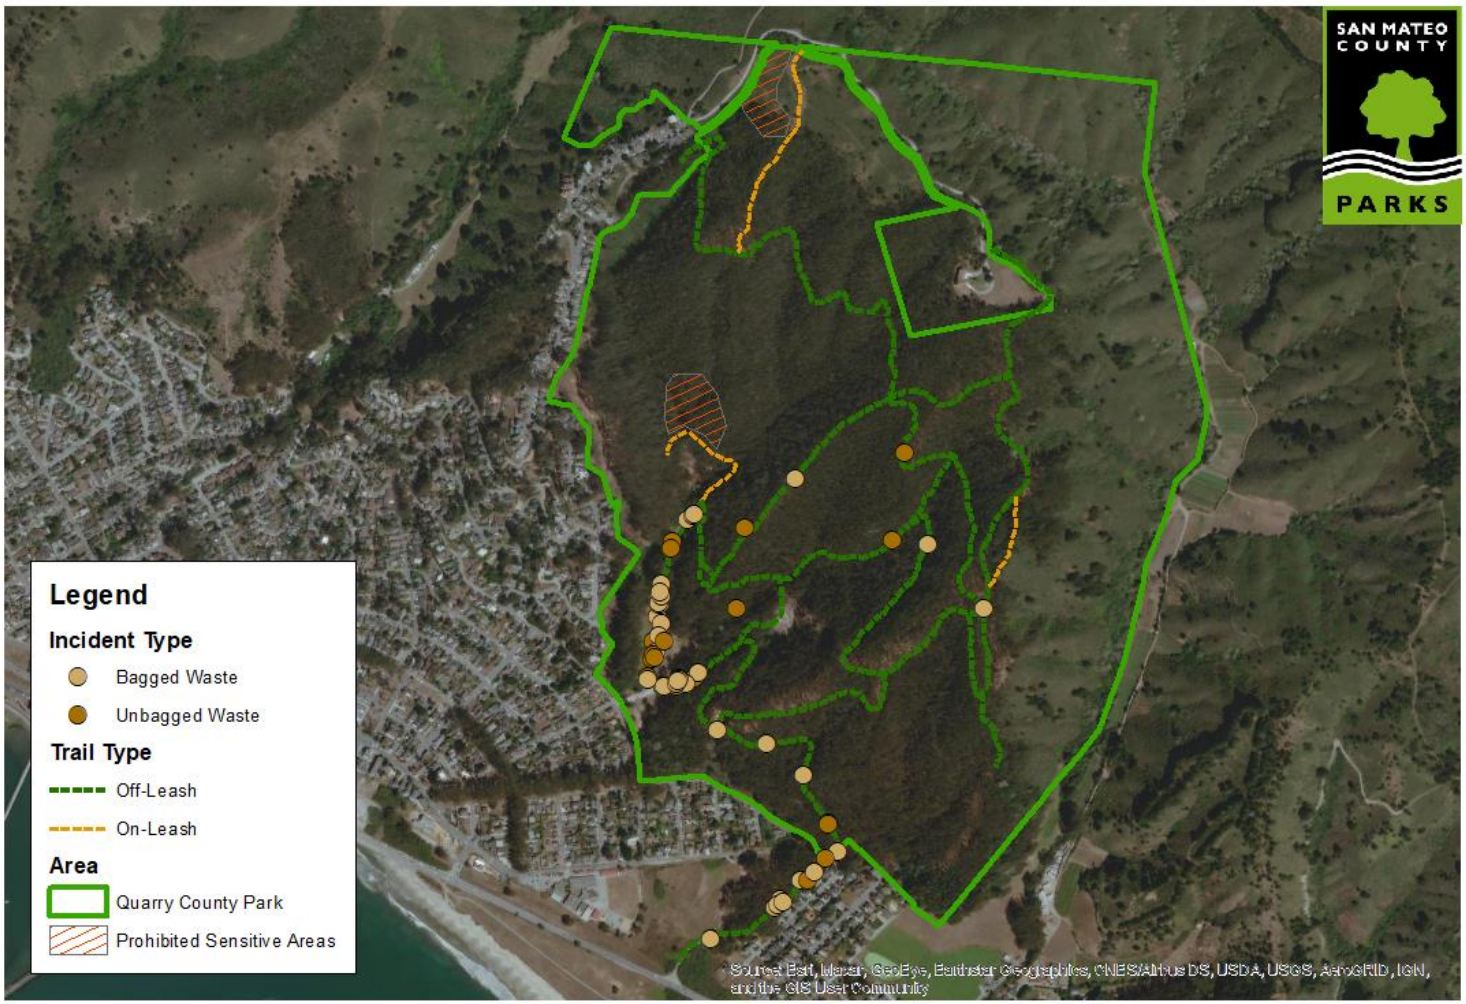 SAN MATEO
COUNTY
PARKS
Legend
Incident Type
Bagged Waste
Unbagged Waste
Trail Type
Off-Leash
On-Leash
Area
Quarry County Park
Prohibited Sensitive Areas
Source: Esri, Maxar, GeoEye, Earthstar Geographics, CNES/Airbus DS, USDA, USGS, AeroGRID, IGN,
and the GIS User Community